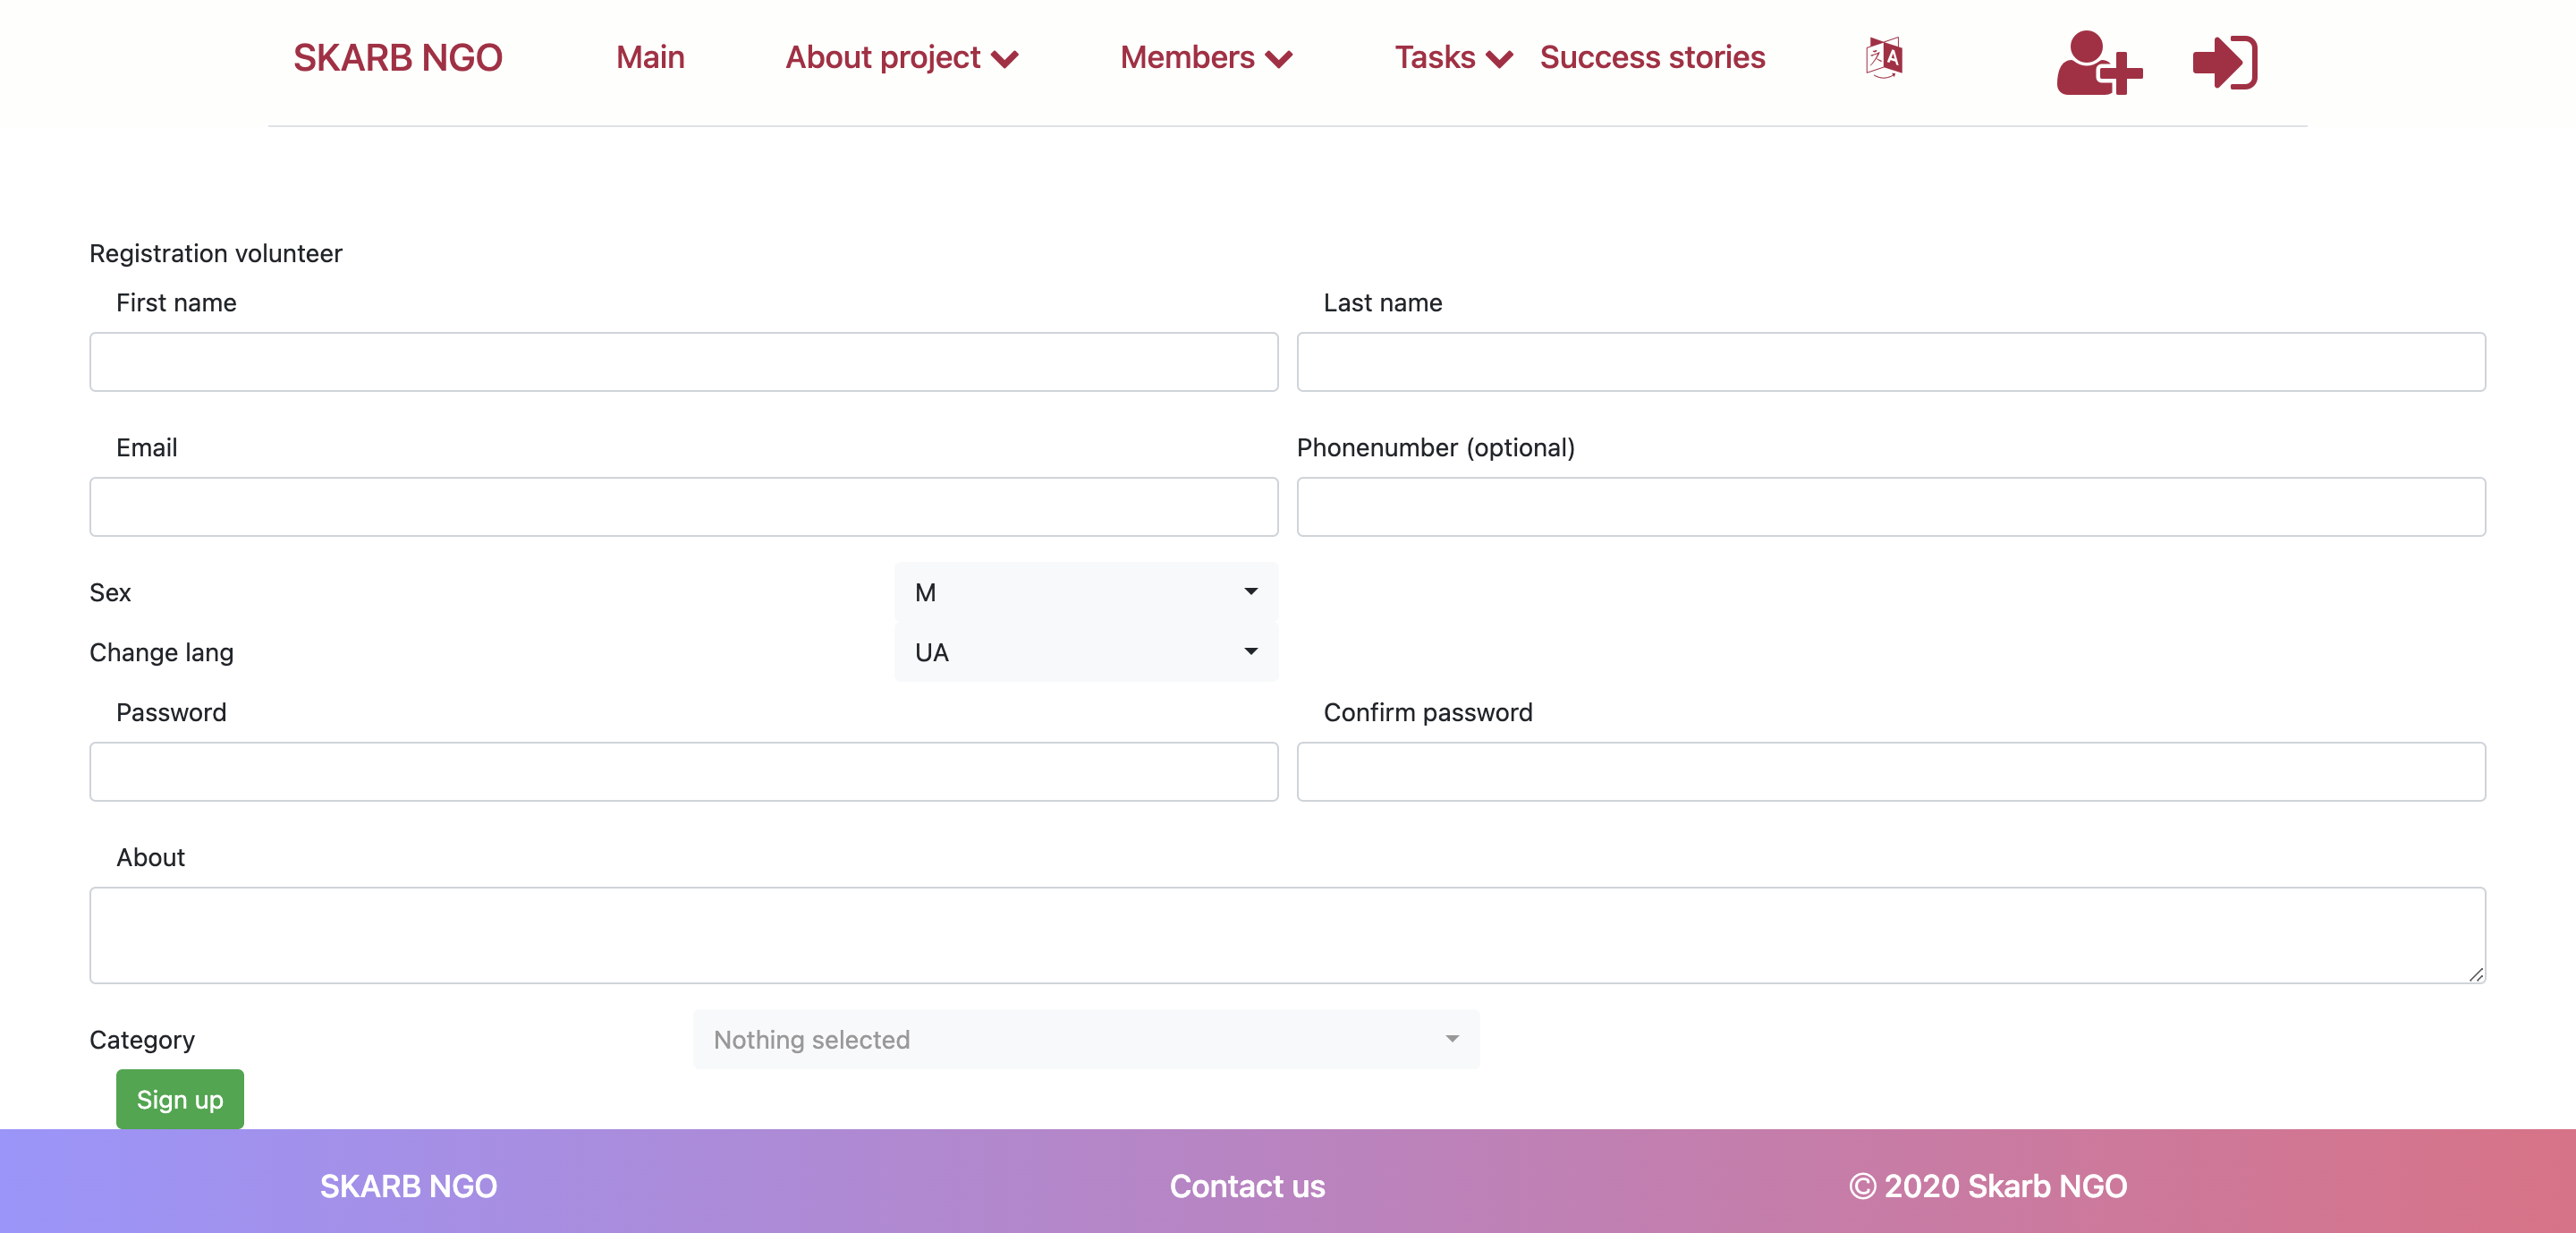 SKARB NGO Main About project Members Tasks Success stories
Registration volunteer
First name Last name
Email Phonenumber (optional)
Sex M
Change lang UA
Password Confirm password
About
Category Nothing selected
Sign up
SKARB NGO Contact us © 2020 Skarb NGO